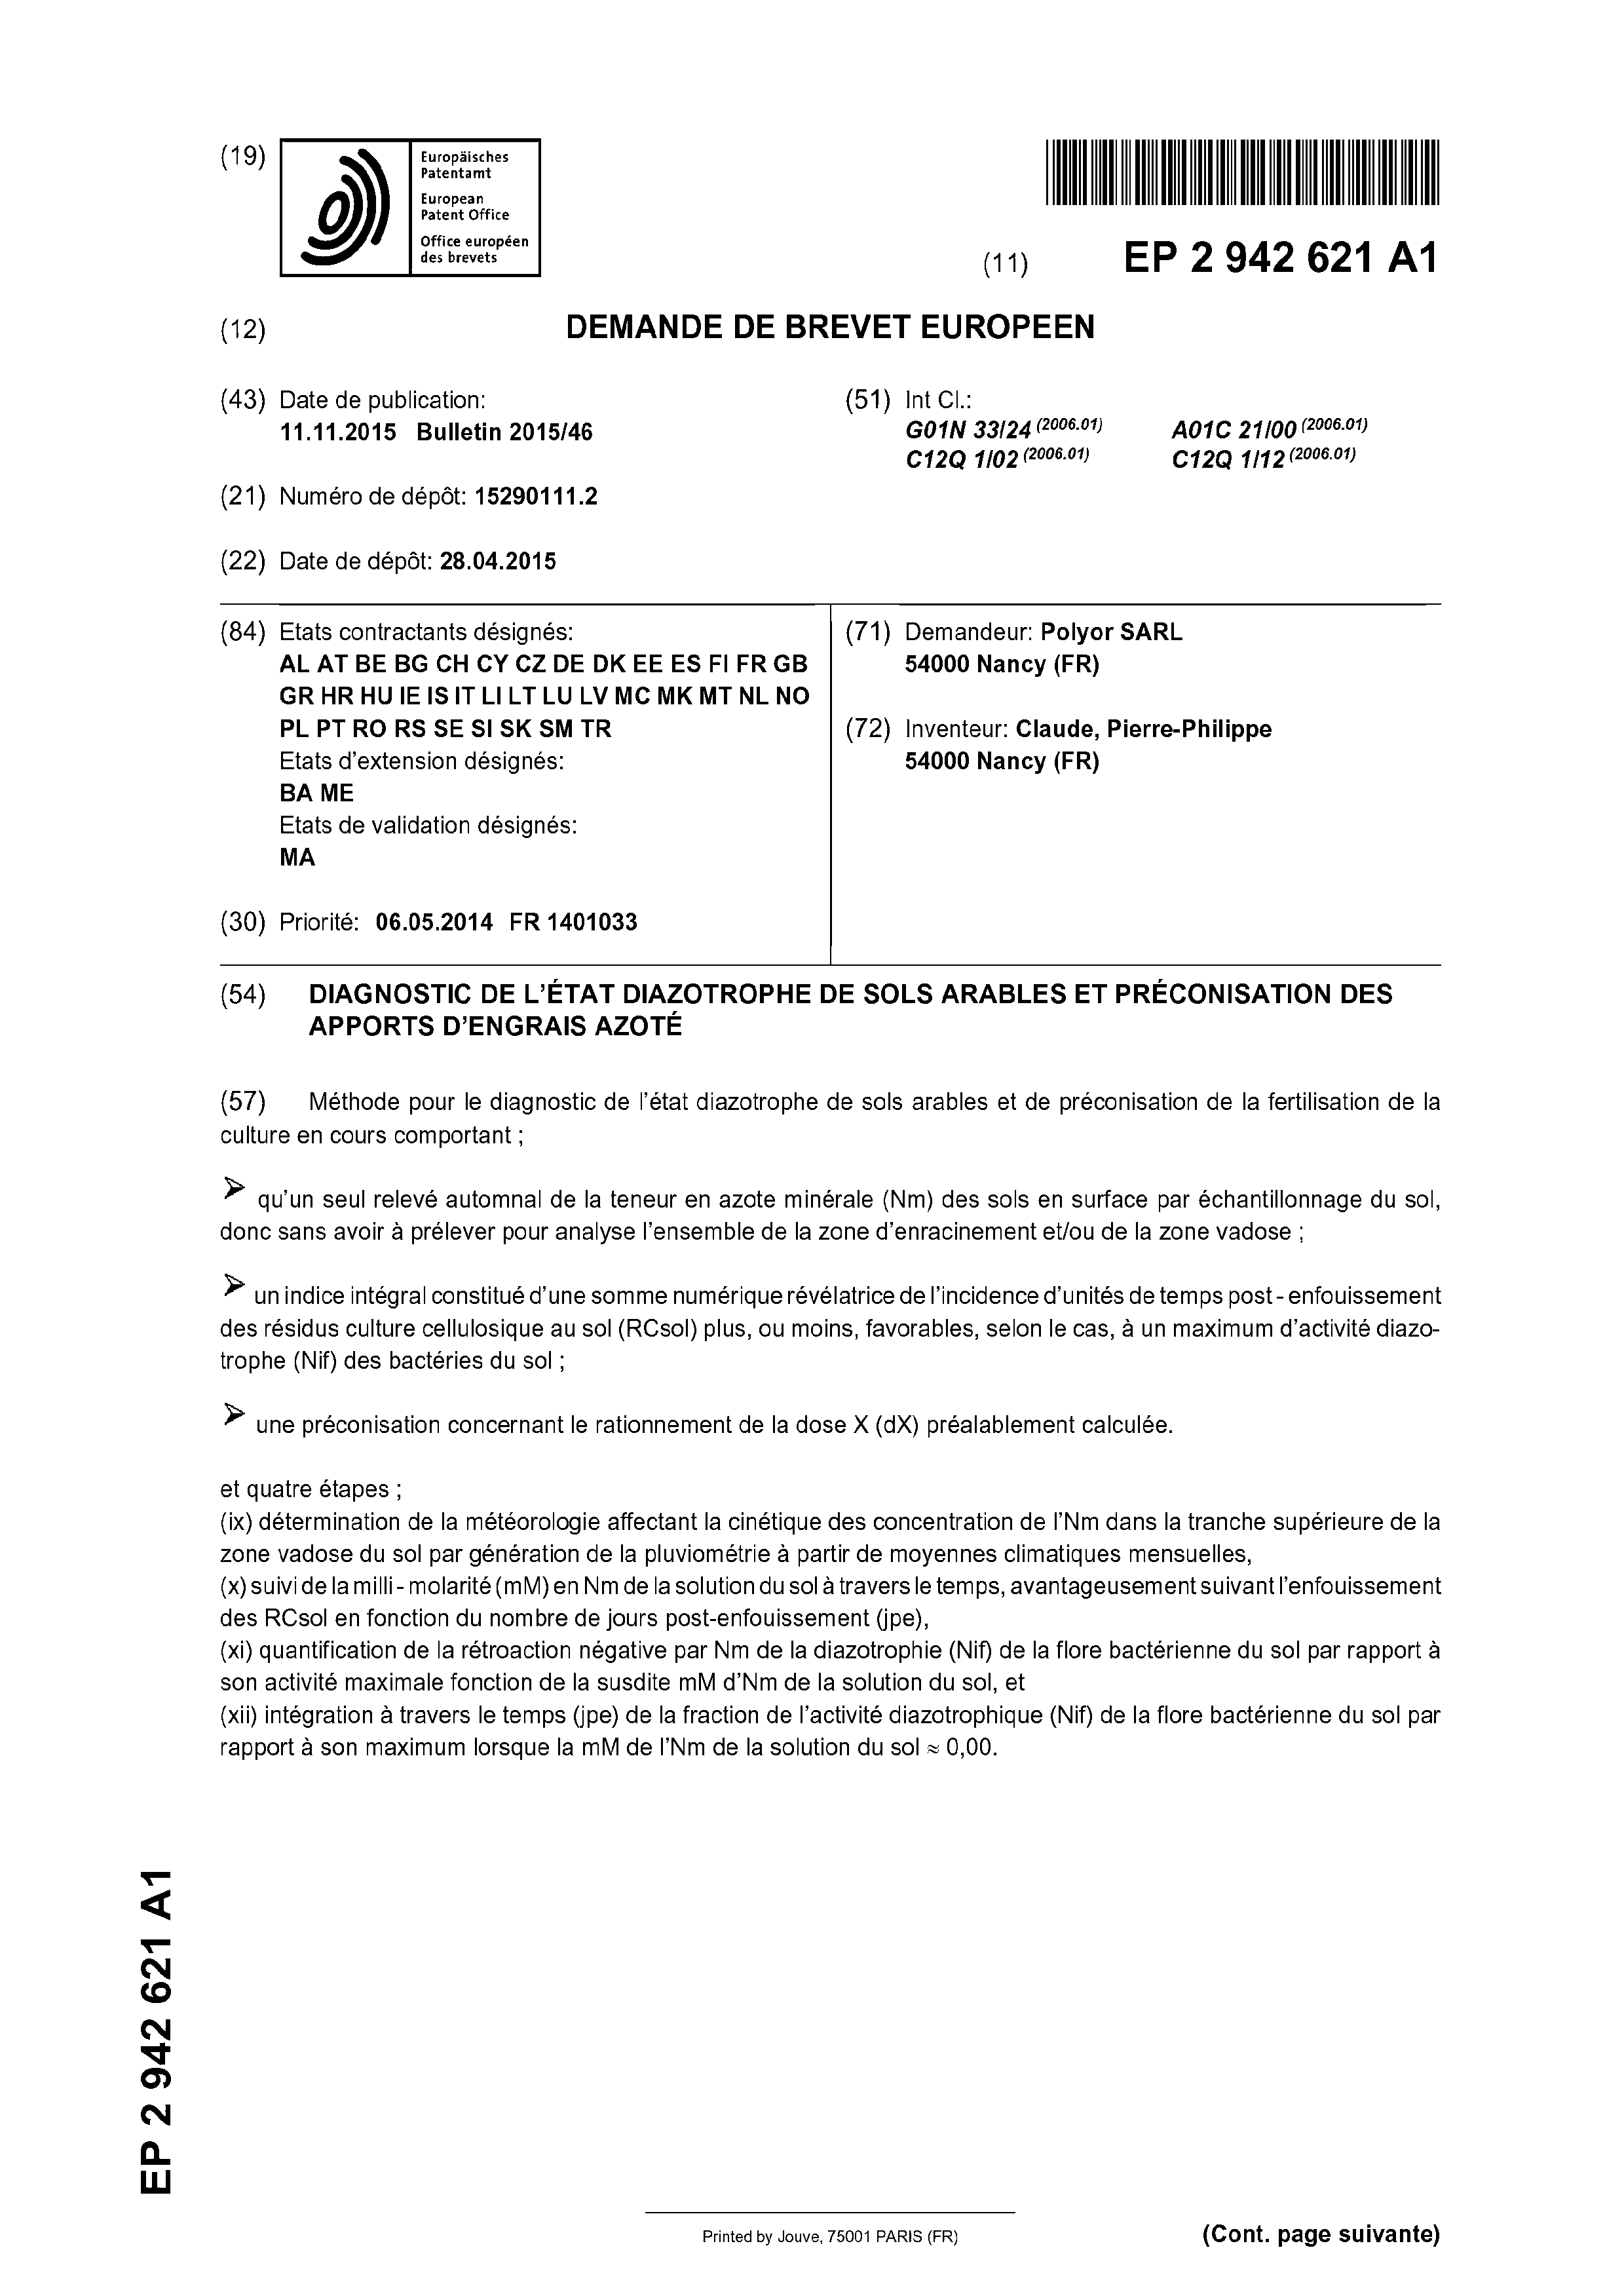 (19)
Europäisches
Patentamt
European
Patent Office
Office européen
des brevets
(11) EP 2 942 621 A1
(12) DEMANDE DE BREVET EUROPEEN
(43) Date de publication:
11.11.2015 Bulletin 2015/46
(21) Numéro de dépôt: 15290111.2
(22) Date de dépôt: 28.04.2015
(51) Int Cl.:
G01N 33/24 (2006.01) A01C 21/00 (2006.01)
C12Q 1/02 (2006.01) C12Q 1/12 (2006.01)
(84) Etats contractants désignés:
AL AT BE BG CH CY CZ DE DK EE ES FI FR GB
GR HR HU IE IS IT LI LT LU LV MC MK MT NL NO
PL PT RO RS SE SI SK SM TR
Etats d'extension désignés:
BA ME
Etats de validation désignés:
MA
(30) Priorité: 06.05.2014 FR 1401033
(71) Demandeur: Polyor SARL
54000 Nancy (FR)
(72) Inventeur: Claude, Pierre-Philippe
54000 Nancy (FR)
(54) DIAGNOSTIC DE L'ÉTAT DIAZOTROPHE DE SOLS ARABLES ET PRÉCONISATION DES
APPORTS D'ENGRAIS AZOTÉ
(57) Méthode pour le diagnostic de l'état diazotrophe de sols arables et de préconisation de la fertilisation de la
culture en cours comportant ;
➢ qu'un seul relevé automnal de la teneur en azote minérale (Nm) des sols en surface par échantillonnage du sol,
donc sans avoir à prélever pour analyse l'ensemble de la zone d'enracinement et/ou de la zone vadose ;
➢ un indice intégral constitué d'une somme numérique révélatrice de l'incidence d'unités de temps post - enfouissement
des résidus culture cellulosique au sol (RCsol) plus, ou moins, favorables, selon le cas, à un maximum d'activité diazo-
trophe (Nif) des bactéries du sol ;
➢ une préconisation concernant le rationnement de la dose X (dX) préalablement calculée.
et quatre étapes ;
(ix) détermination de la météorologie affectant la cinétique des concentration de l'Nm dans la tranche supérieure de la
zone vadose du sol par génération de la pluviométrie à partir de moyennes climatiques mensuelles,
(x) suivi de la milli - molarité (mM) en Nm de la solution du sol à travers le temps, avantageusement suivant l'enfouissement
des RCsol en fonction du nombre de jours post-enfouissement (jpe),
(xi) quantification de la rétroaction négative par Nm de la diazotrophie (Nif) de la flore bactérienne du sol par rapport à
son activité maximale fonction de la susdite mM d'Nm de la solution du sol, et
(xii) intégration à travers le temps (jpe) de la fraction de l'activité diazotrophique (Nif) de la flore bactérienne du sol par
rapport à son maximum lorsque la mM de l'Nm de la solution du sol ≈ 0,00.
EP 2 942 621 A1
Printed by Jouve, 75001 PARIS (FR)
(Cont. page suivante)